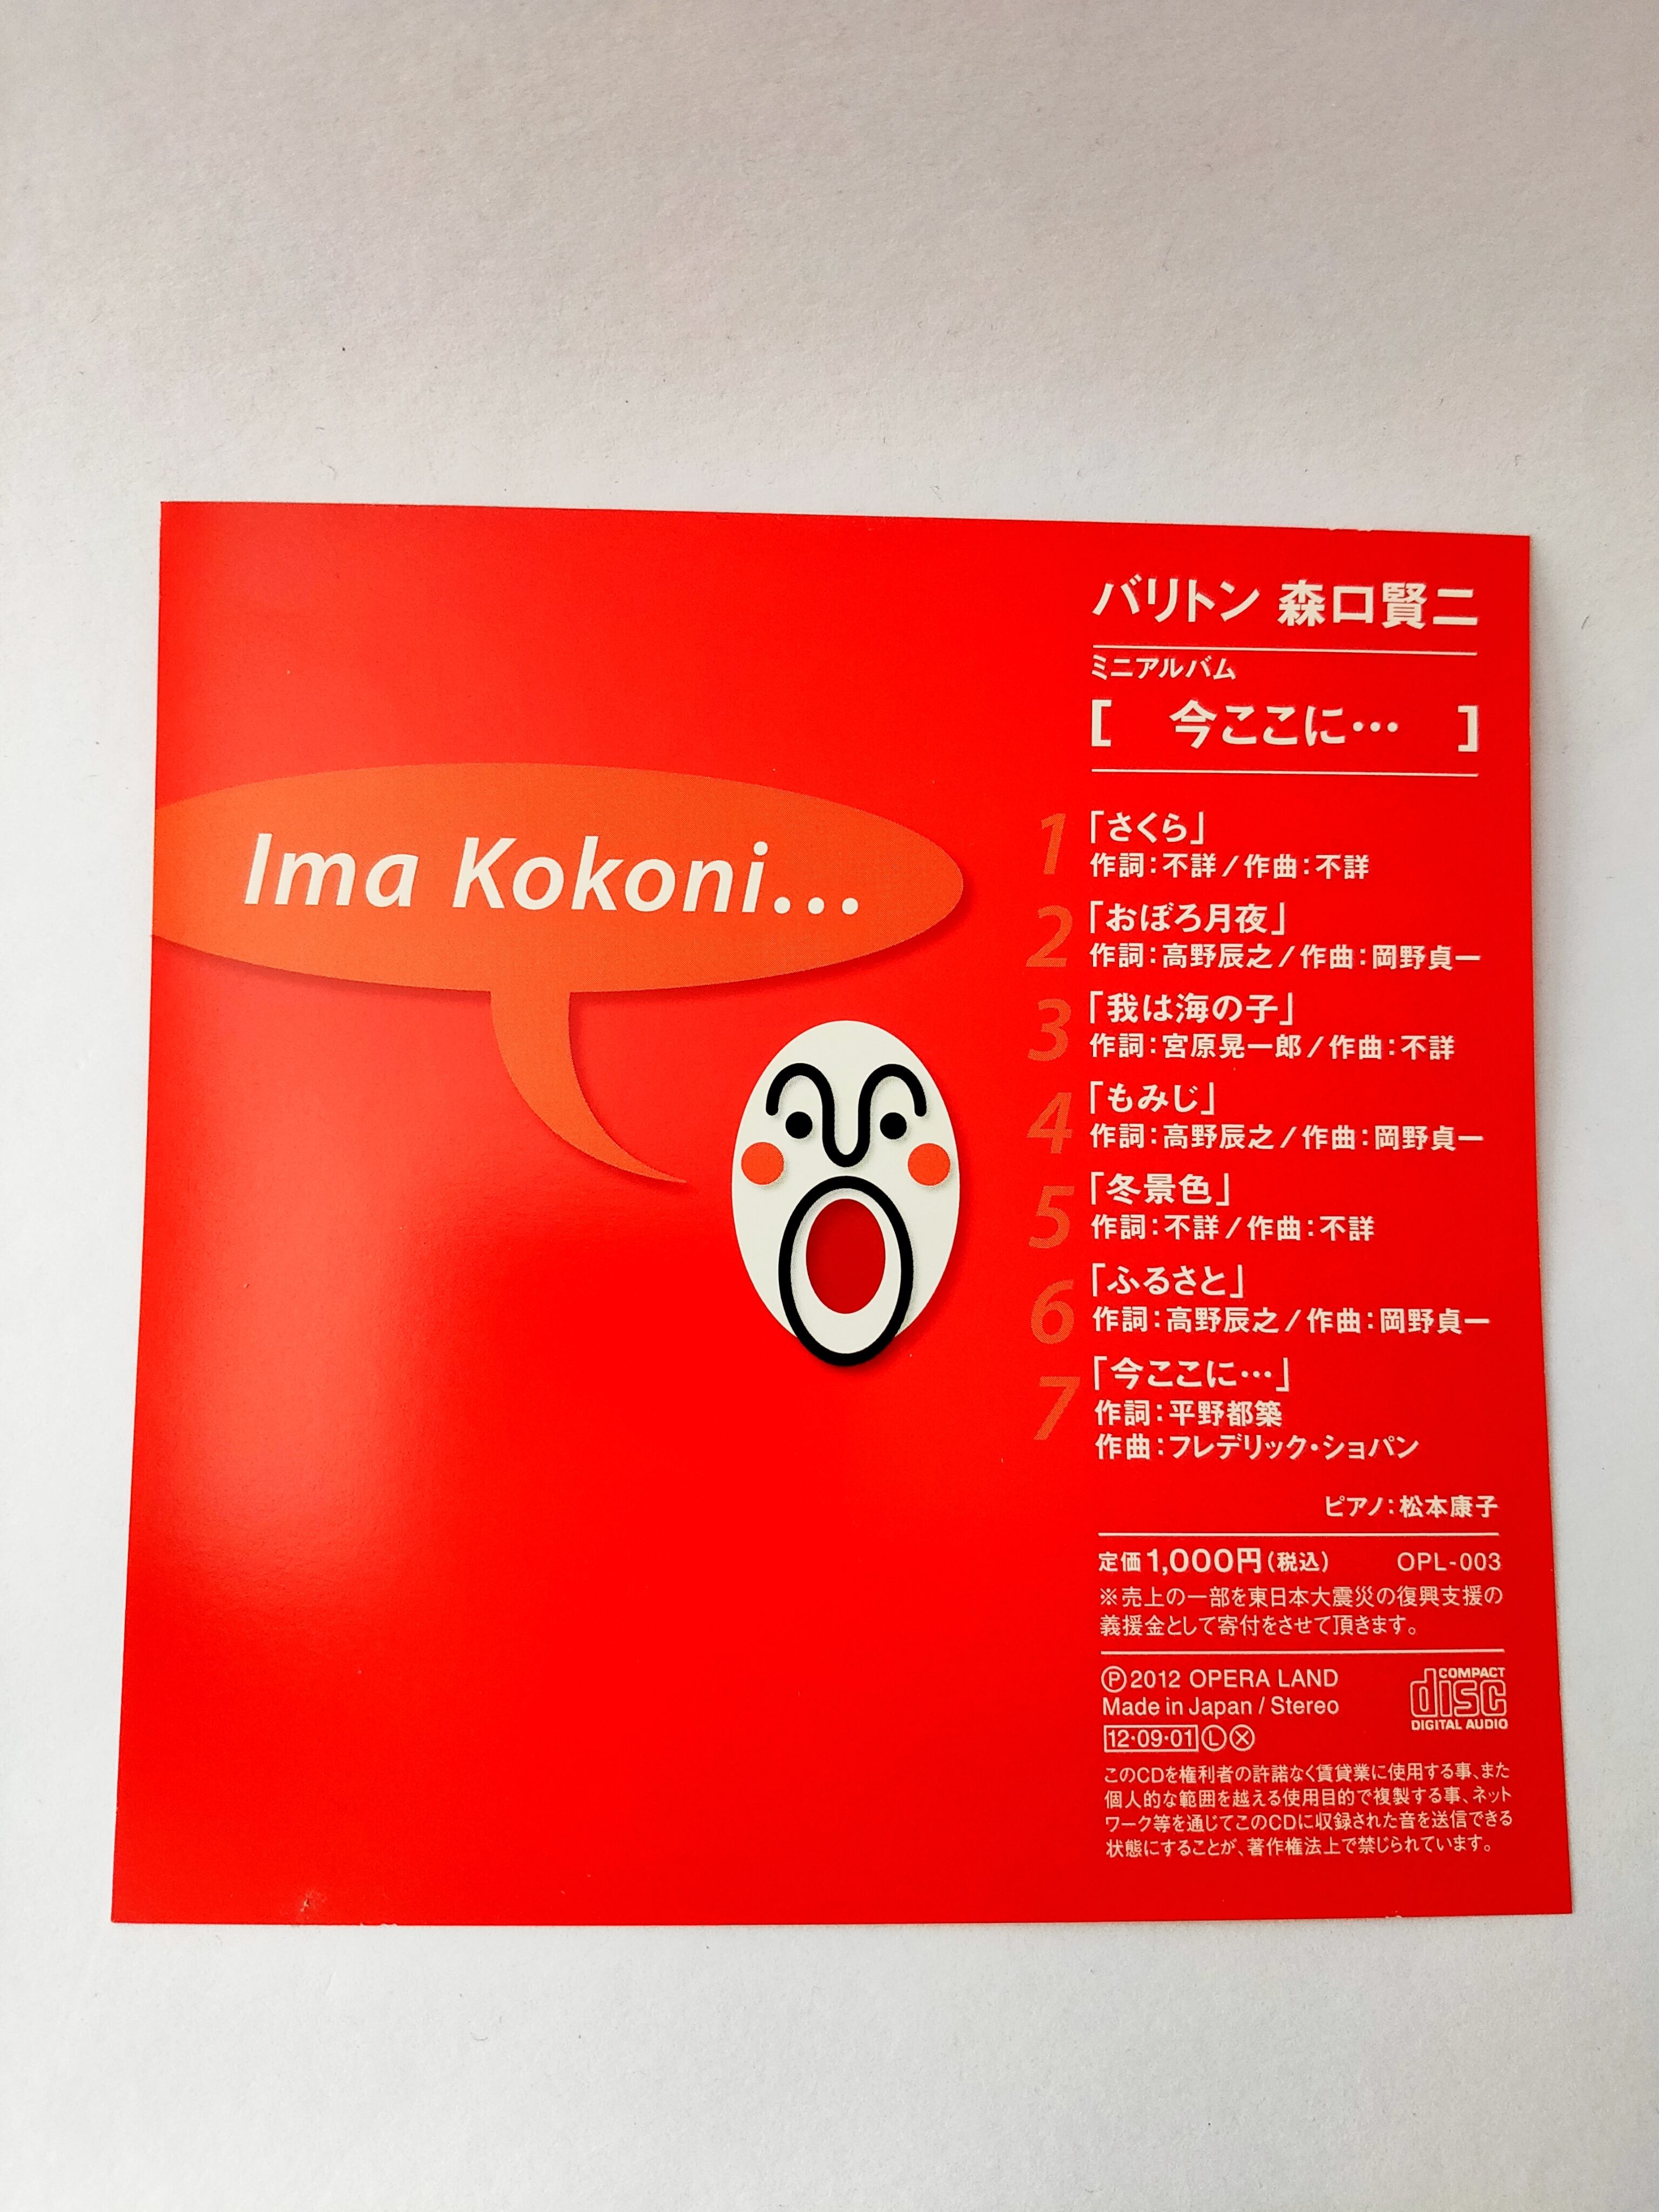 Ima Kokoni...
バリトン 森口賢二
ミニアルバム
[ 今ここに… ]
1 「さくら」
作詞：不詳 / 作曲：不詳
2 「おぼろ月夜」
作詞：高野辰之 / 作曲：岡野貞一
3 「我は海の子」
作詞：宮原晃一郎 / 作曲：不詳
4 「もみじ」
作詞：高野辰之 / 作曲：岡野貞一
5 「冬景色」
作詞：不詳 / 作曲：不詳
6 「ふるさと」
作詞：高野辰之 / 作曲：岡野貞一
7 「今ここに…」
作詞：平野都築
作曲：フレデリック・ショパン
ピアノ：松本康子
定価1,000円（税込） OPL-003
※売上の一部を東日本大震災の復興支援の
義援金として寄付をさせて頂きます。
Ⓟ2012 OPERA LAND
Made in Japan / Stereo
12・09・01 Ⓛ Ⓧ
COMPACT
disc
DIGITAL AUDIO
このCDを権利者の許諾なく賃貸業に使用する事、また
個人的な範囲を越える使用目的で複製する事、ネット
ワーク等を通じてこのCDに収録された音を送信できる
状態にすることが、著作権法上で禁じられています。